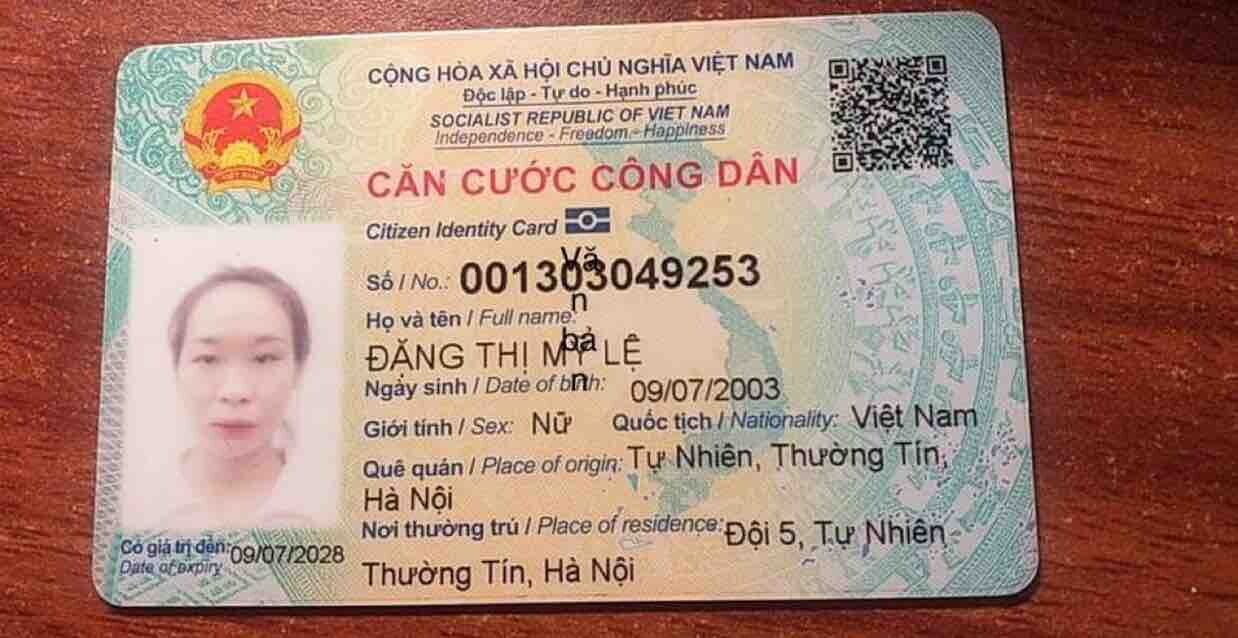 CỘNG HÒA XÃ HỘI CHỦ NGHĨA VIỆT NAM
Độc lập - Tự do - Hạnh phúc
SOCIALIST REPUBLIC OF VIET NAM
Independence - Freedom - Happiness
CĂN CƯỚC CÔNG DÂN
Citizen Identity Card
Số / No.: 001303049253
Họ và tên / Full name:
ĐẶNG THỊ MỸ LỆ
Ngày sinh / Date of birth: 09/07/2003
Giới tính / Sex: Nữ Quốc tịch / Nationality: Việt Nam
Quê quán / Place of origin: Tự Nhiên, Thường Tín,
Hà Nội
Nơi thường trú / Place of residence: Đội 5, Tự Nhiên
Thường Tín, Hà Nội
Có giá trị đến: 09/07/2028
Date of expiry
Vă
n
bả
n